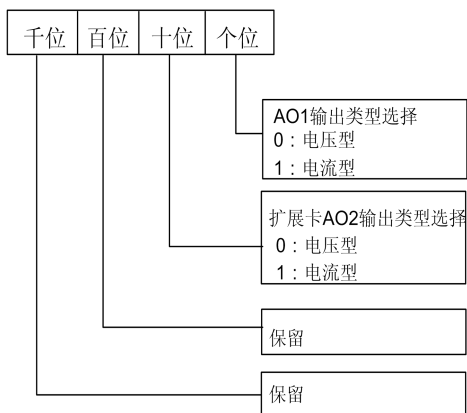 千位 百位 十位 个位
AO1输出类型选择
0：电压型
1：电流型
扩展卡AO2输出类型选择
0：电压型
1：电流型
保留
保留